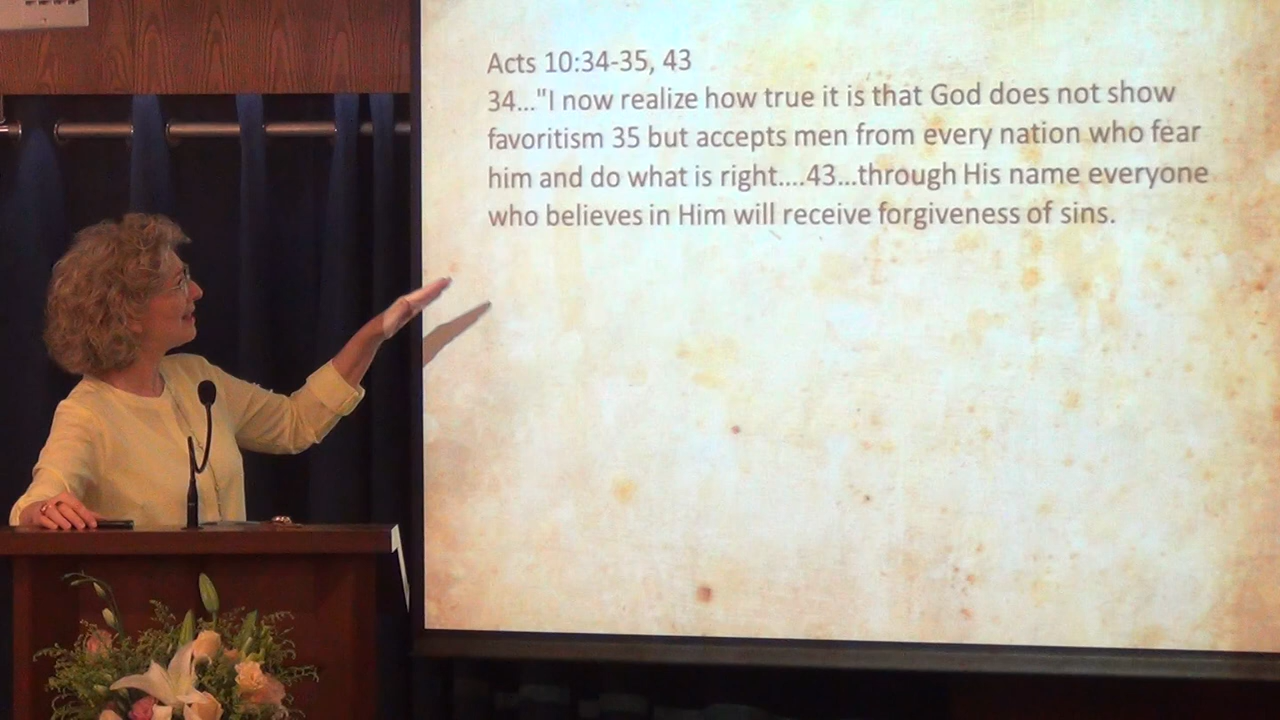 Acts 10:34-35, 43
34..."I now realize how true it is that God does not show
favoritism 35 but accepts men from every nation who fear
him and do what is right....43...through His name everyone
who believes in Him will receive forgiveness of sins.